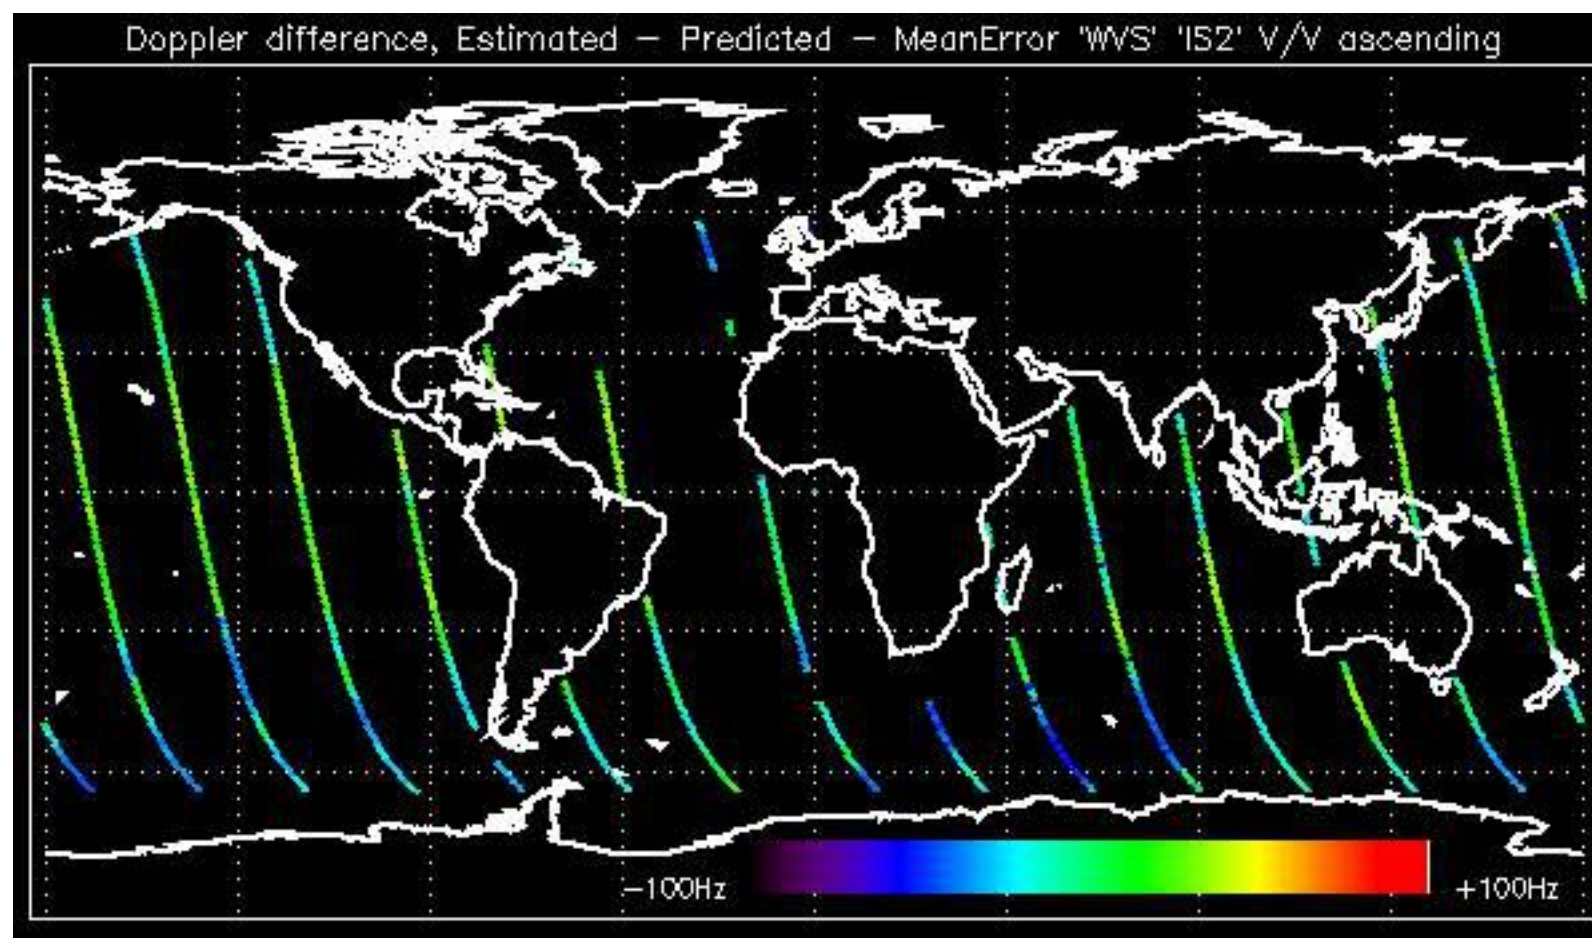 Doppler difference, Estimated – Predicted – MeanError 'WVS' 'IS2' V/V ascending
–100Hz
+100Hz